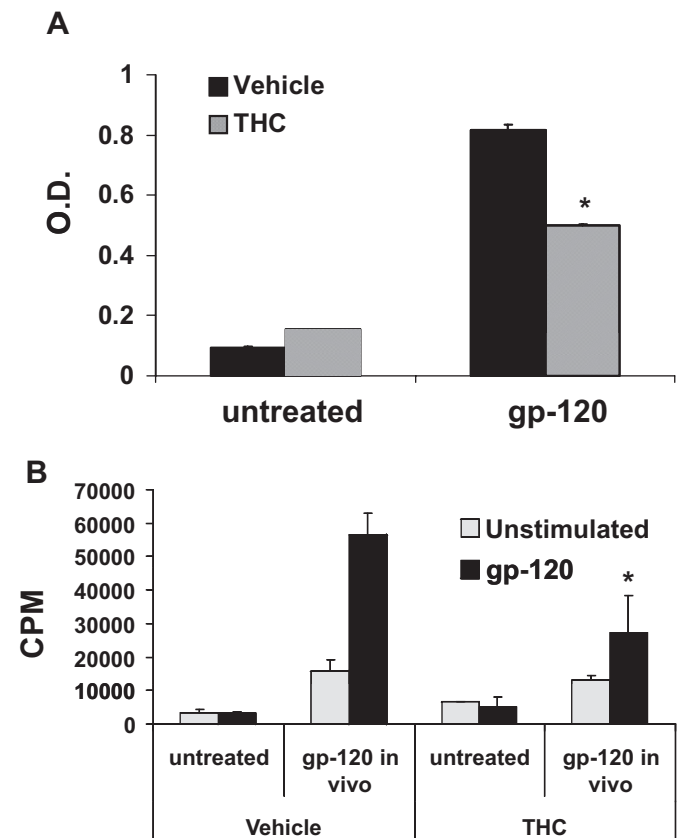 A
1
Vehicle
THC
0.8
0.6
*
O.D.
0.4
0.2
0
untreated gp-120
B
70000
60000
Unstimulated
50000
gp-120
*
40000
CPM
30000
20000
10000
0
untreated gp-120 in vivo untreated gp-120 in vivo
Vehicle THC